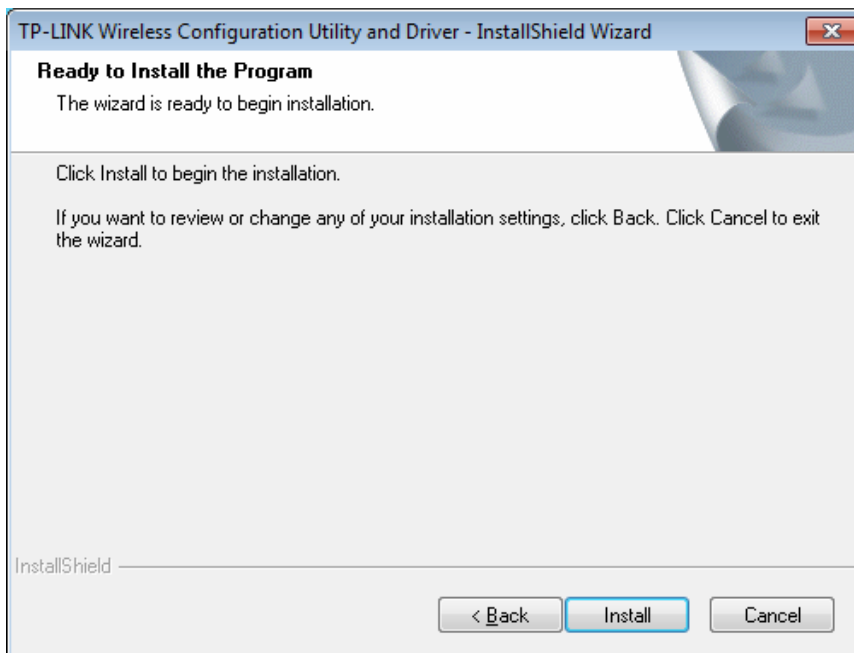 TP-LINK Wireless Configuration Utility and Driver - InstallShield Wizard
Ready to Install the Program
The wizard is ready to begin installation.
Click Install to begin the installation.
If you want to review or change any of your installation settings, click Back. Click Cancel to exit
the wizard.
InstallShield
< Back Install Cancel